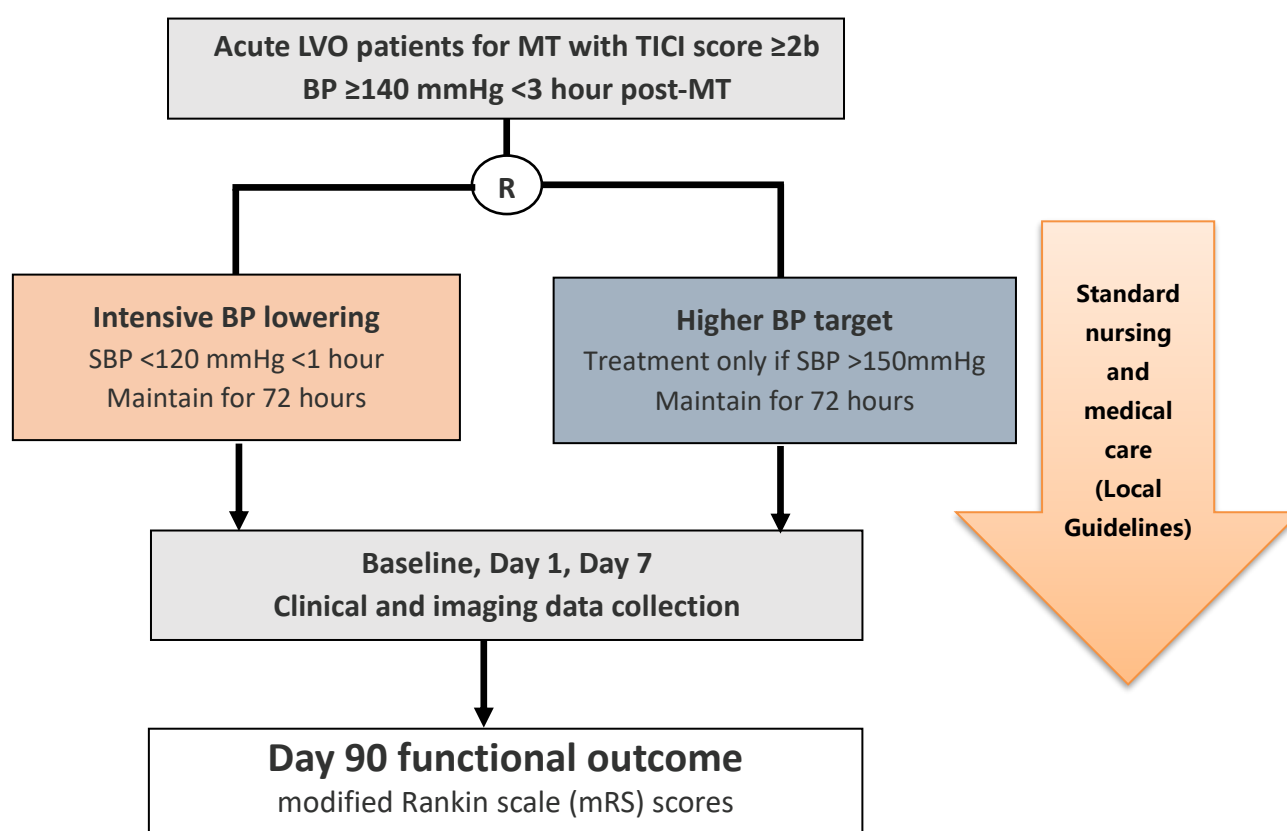 Acute LVO patients for MT with TICI score ≥2b
BP ≥140 mmHg <3 hour post-MT
R
Intensive BP lowering
SBP <120 mmHg <1 hour
Maintain for 72 hours
Higher BP target
Treatment only if SBP >150mmHg
Maintain for 72 hours
Standard
nursing
and
medical
care
(Local
Guidelines)
Baseline, Day 1, Day 7
Clinical and imaging data collection
Day 90 functional outcome
modified Rankin scale (mRS) scores